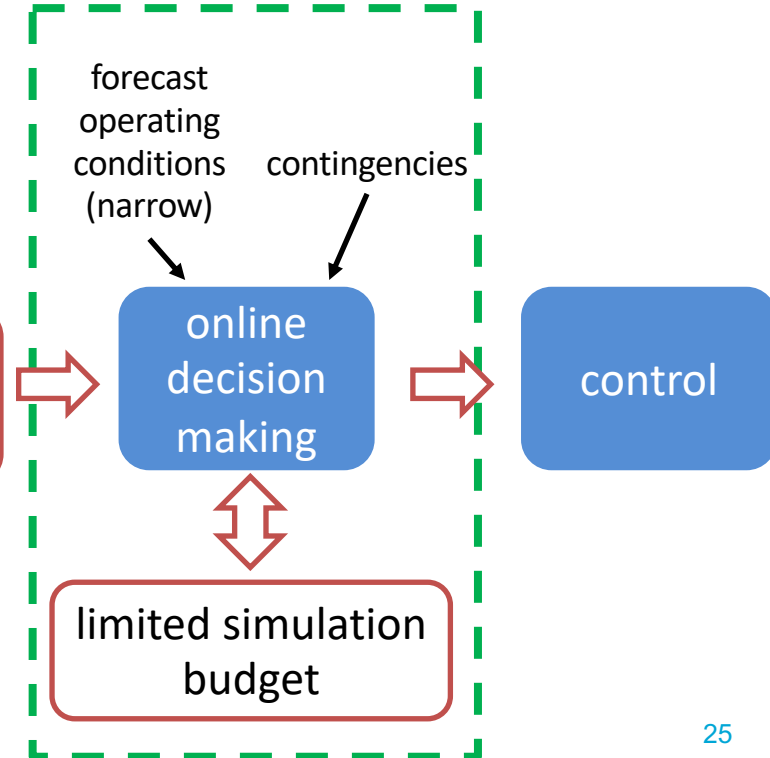 forecast
operating
conditions
(narrow)
contingencies
online
decision
making
control
limited simulation
budget
25